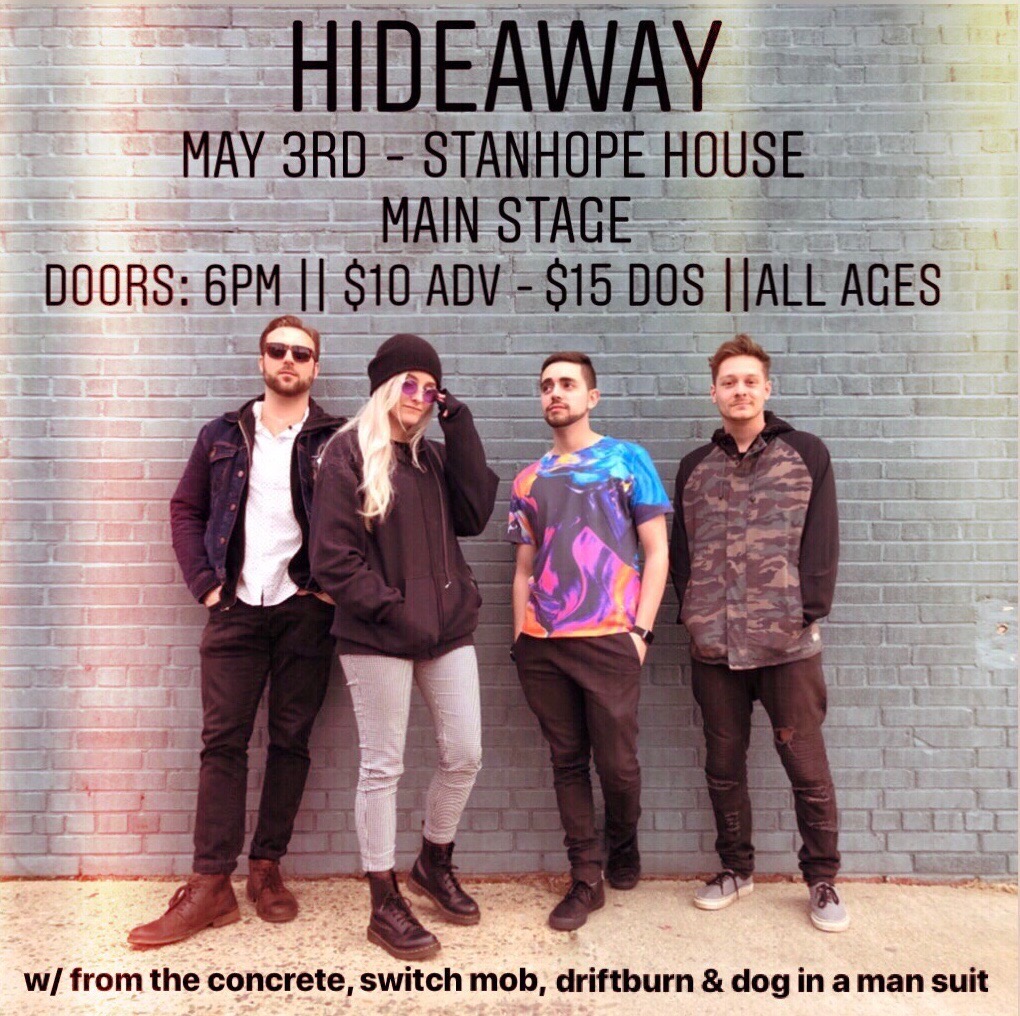 HIDEAWAY
MAY 3RD - STANHOPE HOUSE
MAIN STAGE
DOORS: 6PM || $10 ADV - $15 DOS ||ALL AGES
w/ from the concrete, switch mob, driftburn & dog in a man suit